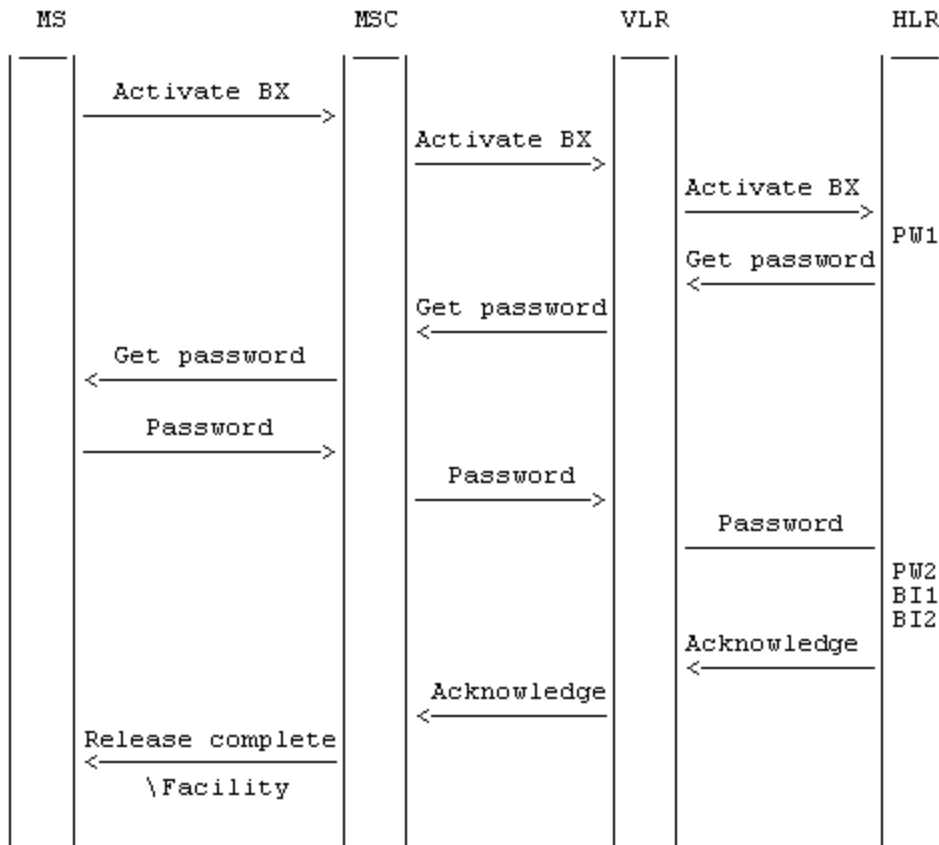 MS MSC VLR HLR
Activate BX
Activate BX
Activate BX
PW1
Get password
Get password
Get password
Password
Password
Password
PW2
BI1
BI2
Acknowledge
Acknowledge
Release complete
\Facility